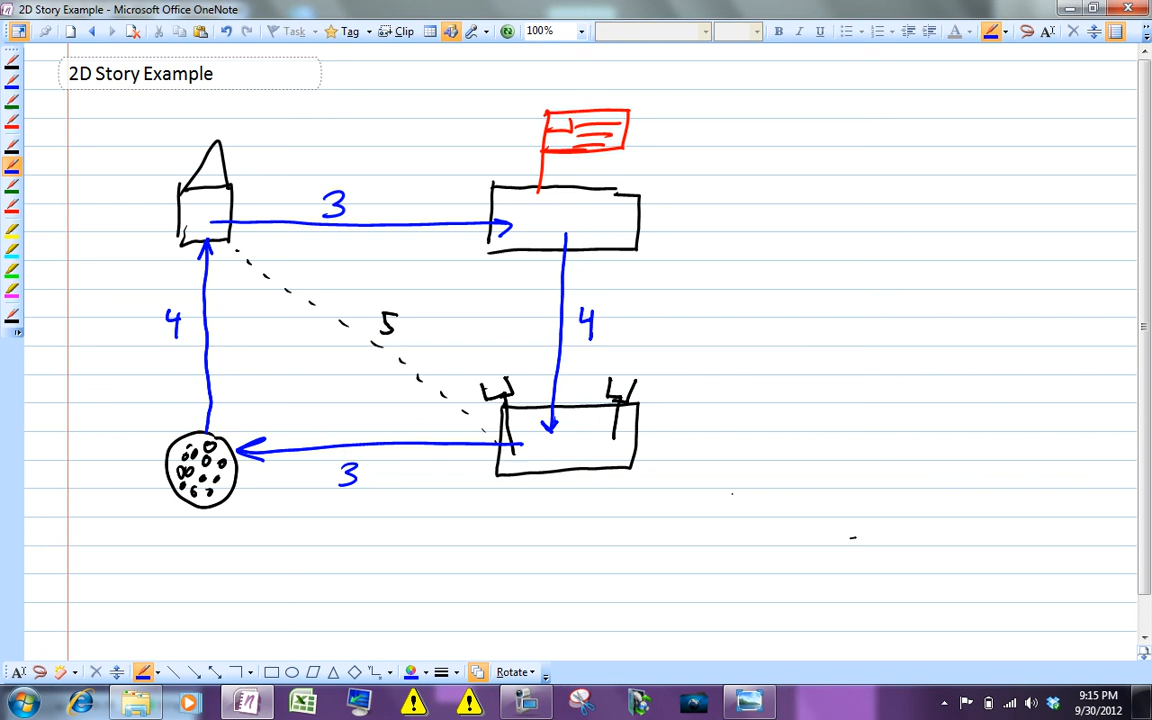 2D Story Example - Microsoft Office OneNote
Task Tag Clip 100% B I U A
2D Story Example
3
4 5 4
3
A Rotate
9:15 PM
9/30/2012